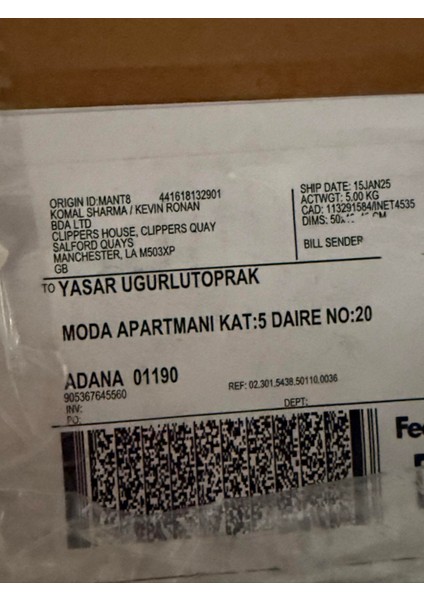 ORIGIN ID:MANT8 441618132901
KOMAL SHARMA / KEVIN RONAN
BDA LTD
CLIPPERS HOUSE, CLIPPERS QUAY
SALFORD QUAYS
MANCHESTER, LA M503XP
GB
SHIP DATE: 15JAN25
ACTWGT: 5.00 KG
CAD: 113291584/INET4535
DIMS: CM
BILL SENDER
TO YASAR UGURLUTOPRAK
MODA APARTMANI KAT:5 DAIRE NO:20
ADANA 01190
905367645560
REF: 02.301.5438.50110.0036
INV:
PO:
DEPT:
Fe